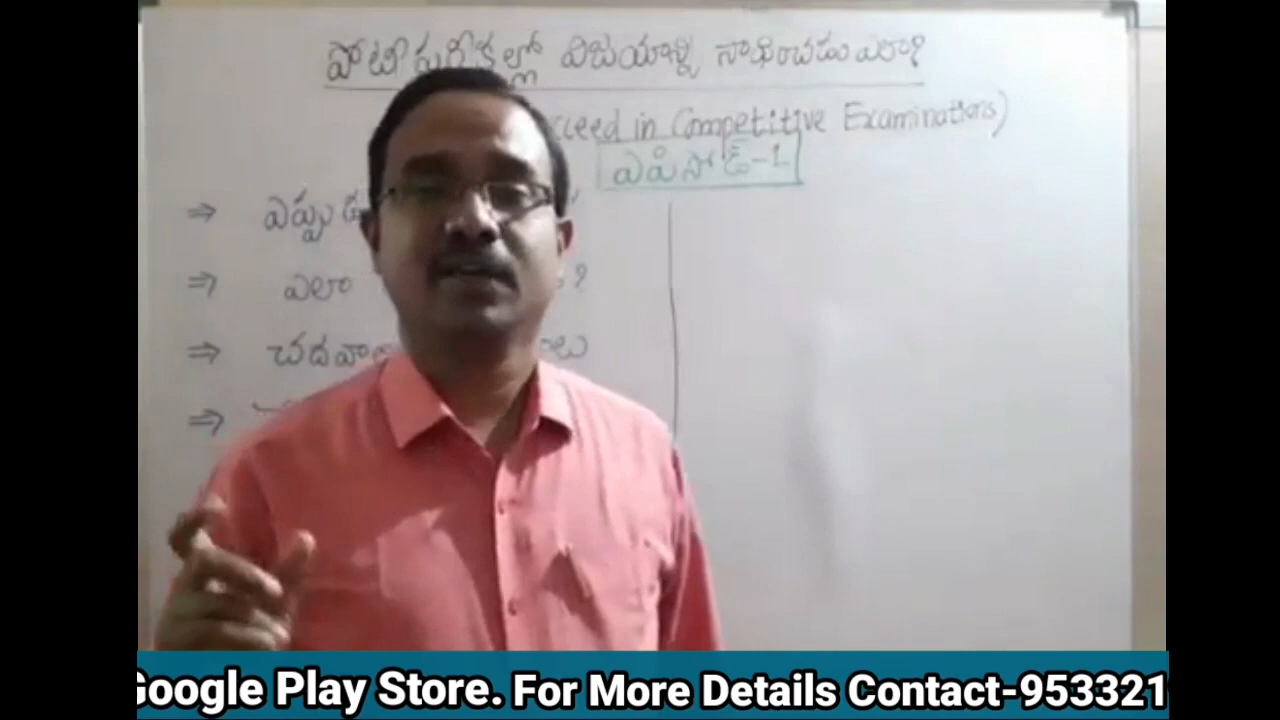 పోటీ పరీక్షల్లో విజయాన్ని సాధించడం ఎలా?
cceed in Competitive Examinations)
ఎపిసోడ్-1
⇒ ఎప్పుడ
⇒ ఎలా ?
⇒ చదవా లు
⇒
Google Play Store. For More Details Contact-953321